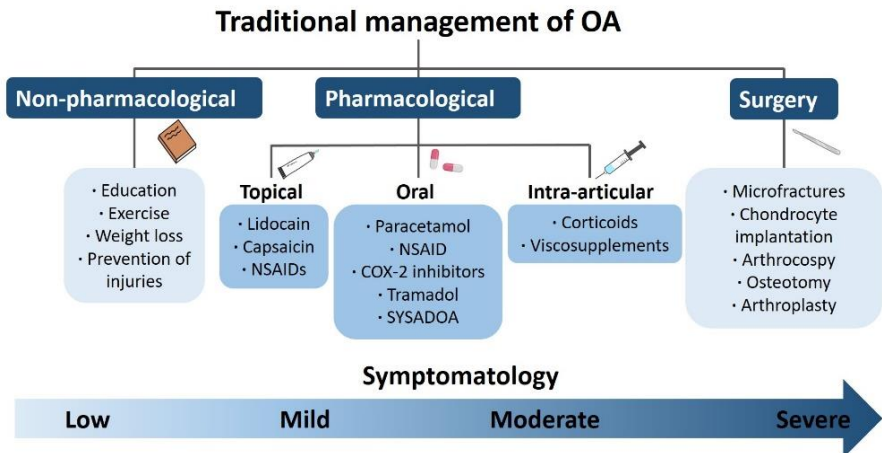 Traditional management of OA
Non-pharmacological
Pharmacological
Surgery
· Education
· Exercise
· Weight loss
· Prevention of
injuries
Topical
· Lidocain
· Capsaicin
· NSAIDs
Oral
· Paracetamol
· NSAID
· COX-2 inhibitors
· Tramadol
· SYSADOA
Intra-articular
· Corticoids
· Viscosupplements
· Microfractures
· Chondrocyte
implantation
· Arthrocospy
· Osteotomy
· Arthroplasty
Symptomatology
Low Mild Moderate Severe